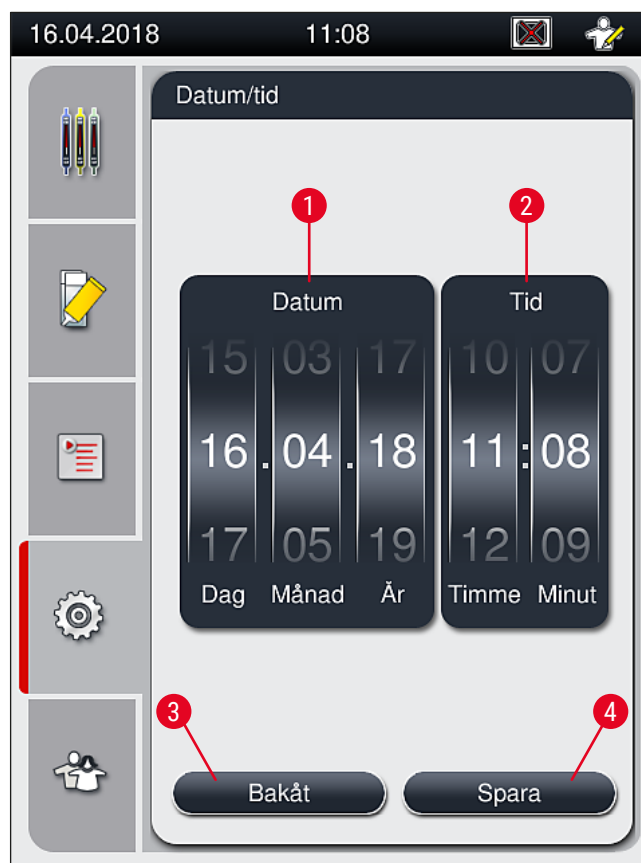 16.04.2018 11:08
Datum/tid
1 2
Datum Tid
15 03 17 10 07
16 . 04 . 18 11 : 08
17 05 19 12 09
Dag Månad År Timme Minut
3 4
Bakåt Spara